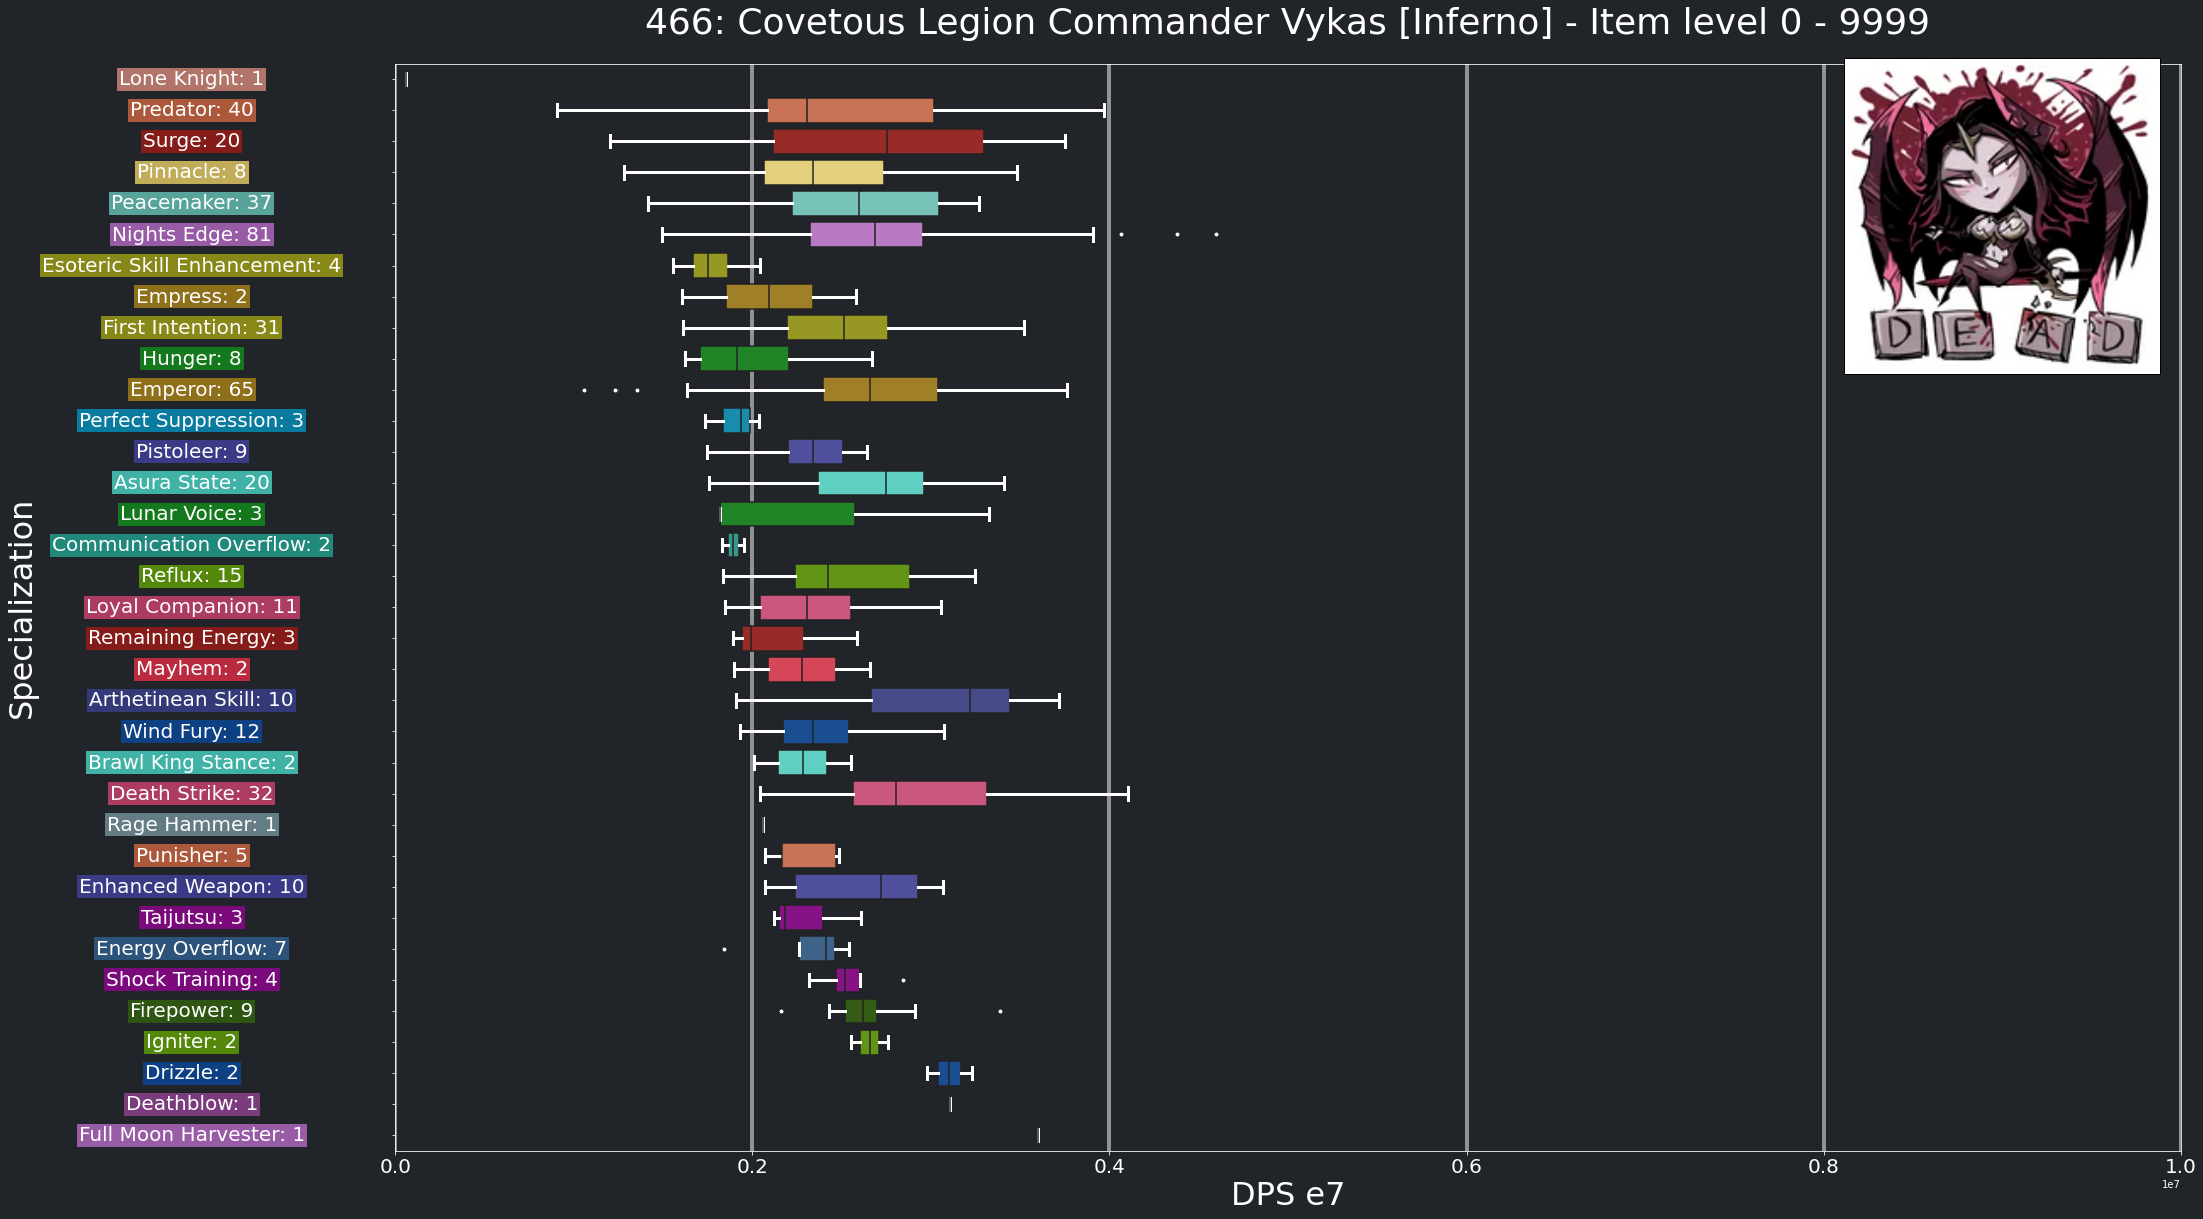 466: Covetous Legion Commander Vykas [Inferno] - Item level 0 - 9999
Lone Knight: 1
Predator: 40
Surge: 20
Pinnacle: 8
Peacemaker: 37
Nights Edge: 81
Esoteric Skill Enhancement: 4
Empress: 2
First Intention: 31
Hunger: 8
Emperor: 65
Perfect Suppression: 3
Pistoleer: 9
Asura State: 20
Lunar Voice: 3
Communication Overflow: 2
Reflux: 15
Loyal Companion: 11
Remaining Energy: 3
Mayhem: 2
Arthetinean Skill: 10
Wind Fury: 12
Brawl King Stance: 2
Death Strike: 32
Rage Hammer: 1
Punisher: 5
Enhanced Weapon: 10
Taijutsu: 3
Energy Overflow: 7
Shock Training: 4
Firepower: 9
Igniter: 2
Drizzle: 2
Deathblow: 1
Full Moon Harvester: 1
Specialization
0.0 0.2 0.4 0.6 0.8 1.0
1e7
DPS e7
D E A D